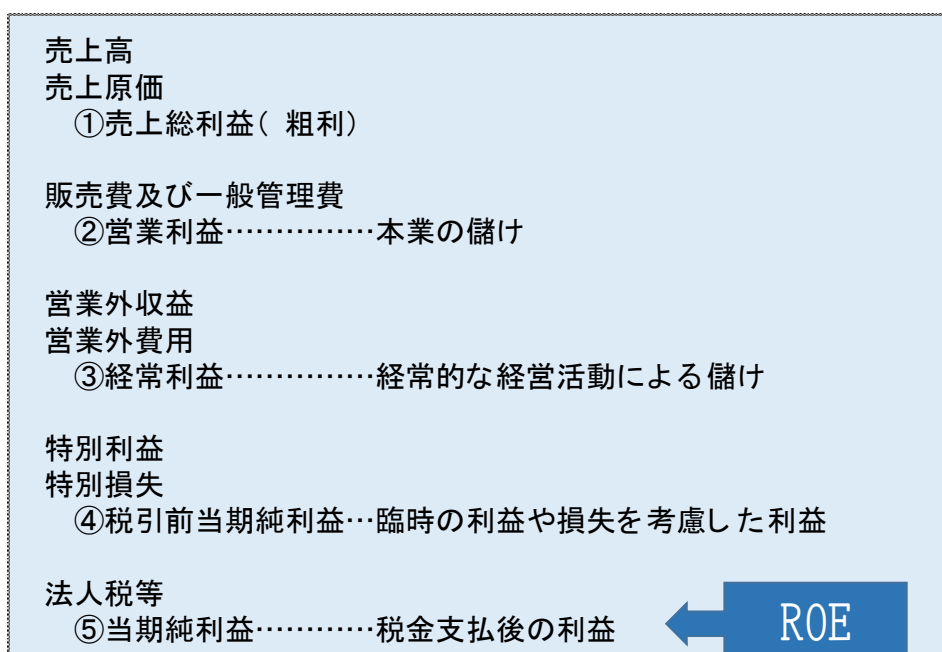 売上高
売上原価
①売上総利益( 粗利)
販売費及び一般管理費
②営業利益……………本業の儲け
営業外収益
営業外費用
③経常利益……………経常的な経営活動による儲け
特別利益
特別損失
④税引前当期純利益…臨時の利益や損失を考慮した利益
法人税等
⑤当期純利益…………税金支払後の利益
ROE